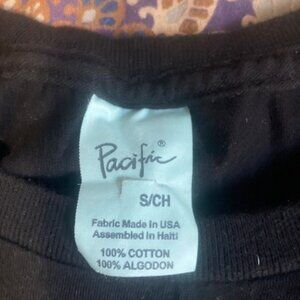 Pacific®
S/CH
Fabric Made in USA
Assembled in Haiti
100% COTTON
100% ALGODON